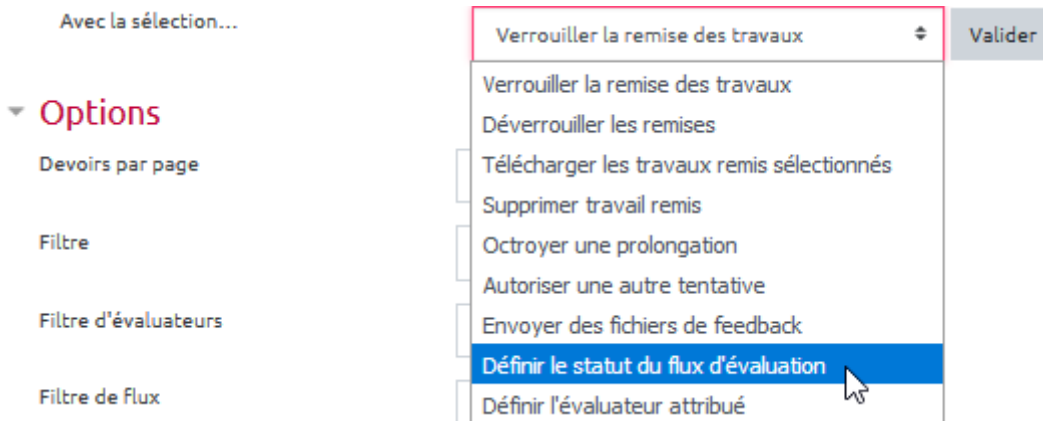 Avec la sélection...
Verrouiller la remise des travaux
Valider
Verrouiller la remise des travaux
Options
Déverrouiller les remises
Devoirs par page
Télécharger les travaux remis sélectionnés
Supprimer travail remis
Filtre
Octroyer une prolongation
Autoriser une autre tentative
Filtre d'évaluateurs
Envoyer des fichiers de feedback
Définir le statut du flux d'évaluation
Filtre de flux
Définir l'évaluateur attribué